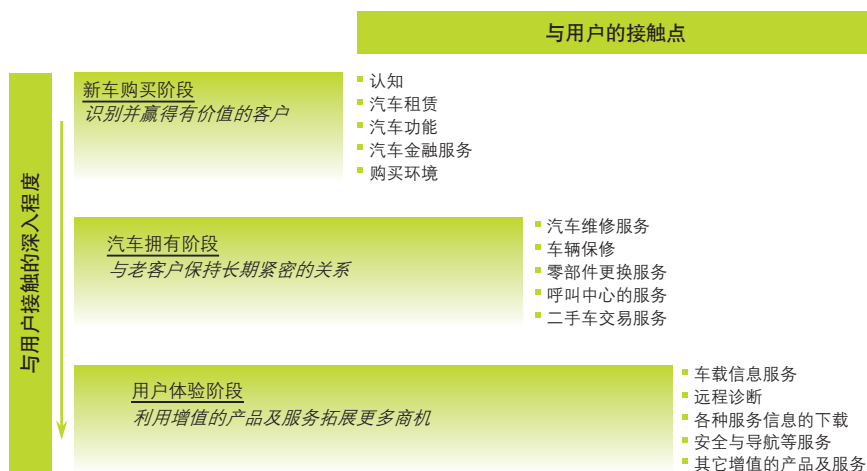 与用户的接触点
与用户接触的深入程度
新车购买阶段
识别并赢得有价值的客户
认知
汽车租赁
汽车功能
汽车金融服务
购买环境
汽车拥有阶段
与老客户保持长期紧密的关系
汽车维修服务
车辆保修
零部件更换服务
呼叫中心的服务
二手车交易服务
用户体验阶段
利用增值的产品及服务拓展更多商机
车载信息服务
远程诊断
各种服务信息的下载
安全与导航等服务
其它增值的产品及服务